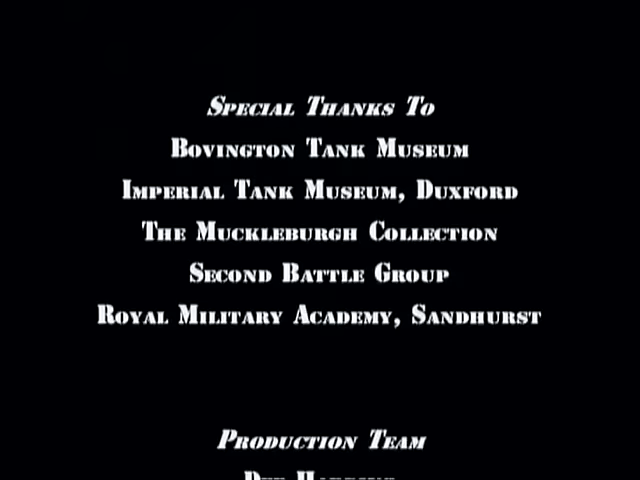 Special Thanks To
Bovington Tank Museum
Imperial Tank Museum, Duxford
The Muckleburgh Collection
Second Battle Group
Royal Military Academy, Sandhurst
Production Team